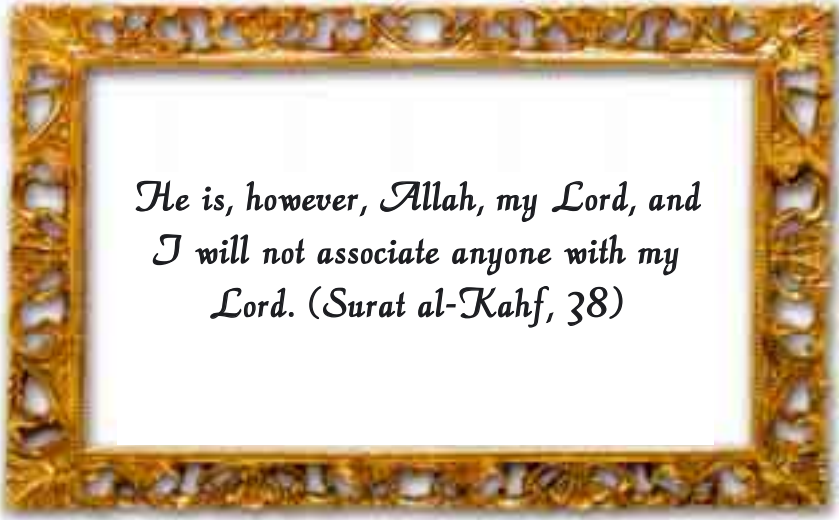 He is, however, Allah, my Lord, and
I will not associate anyone with my
Lord. (Surat al-Kahf, 38)